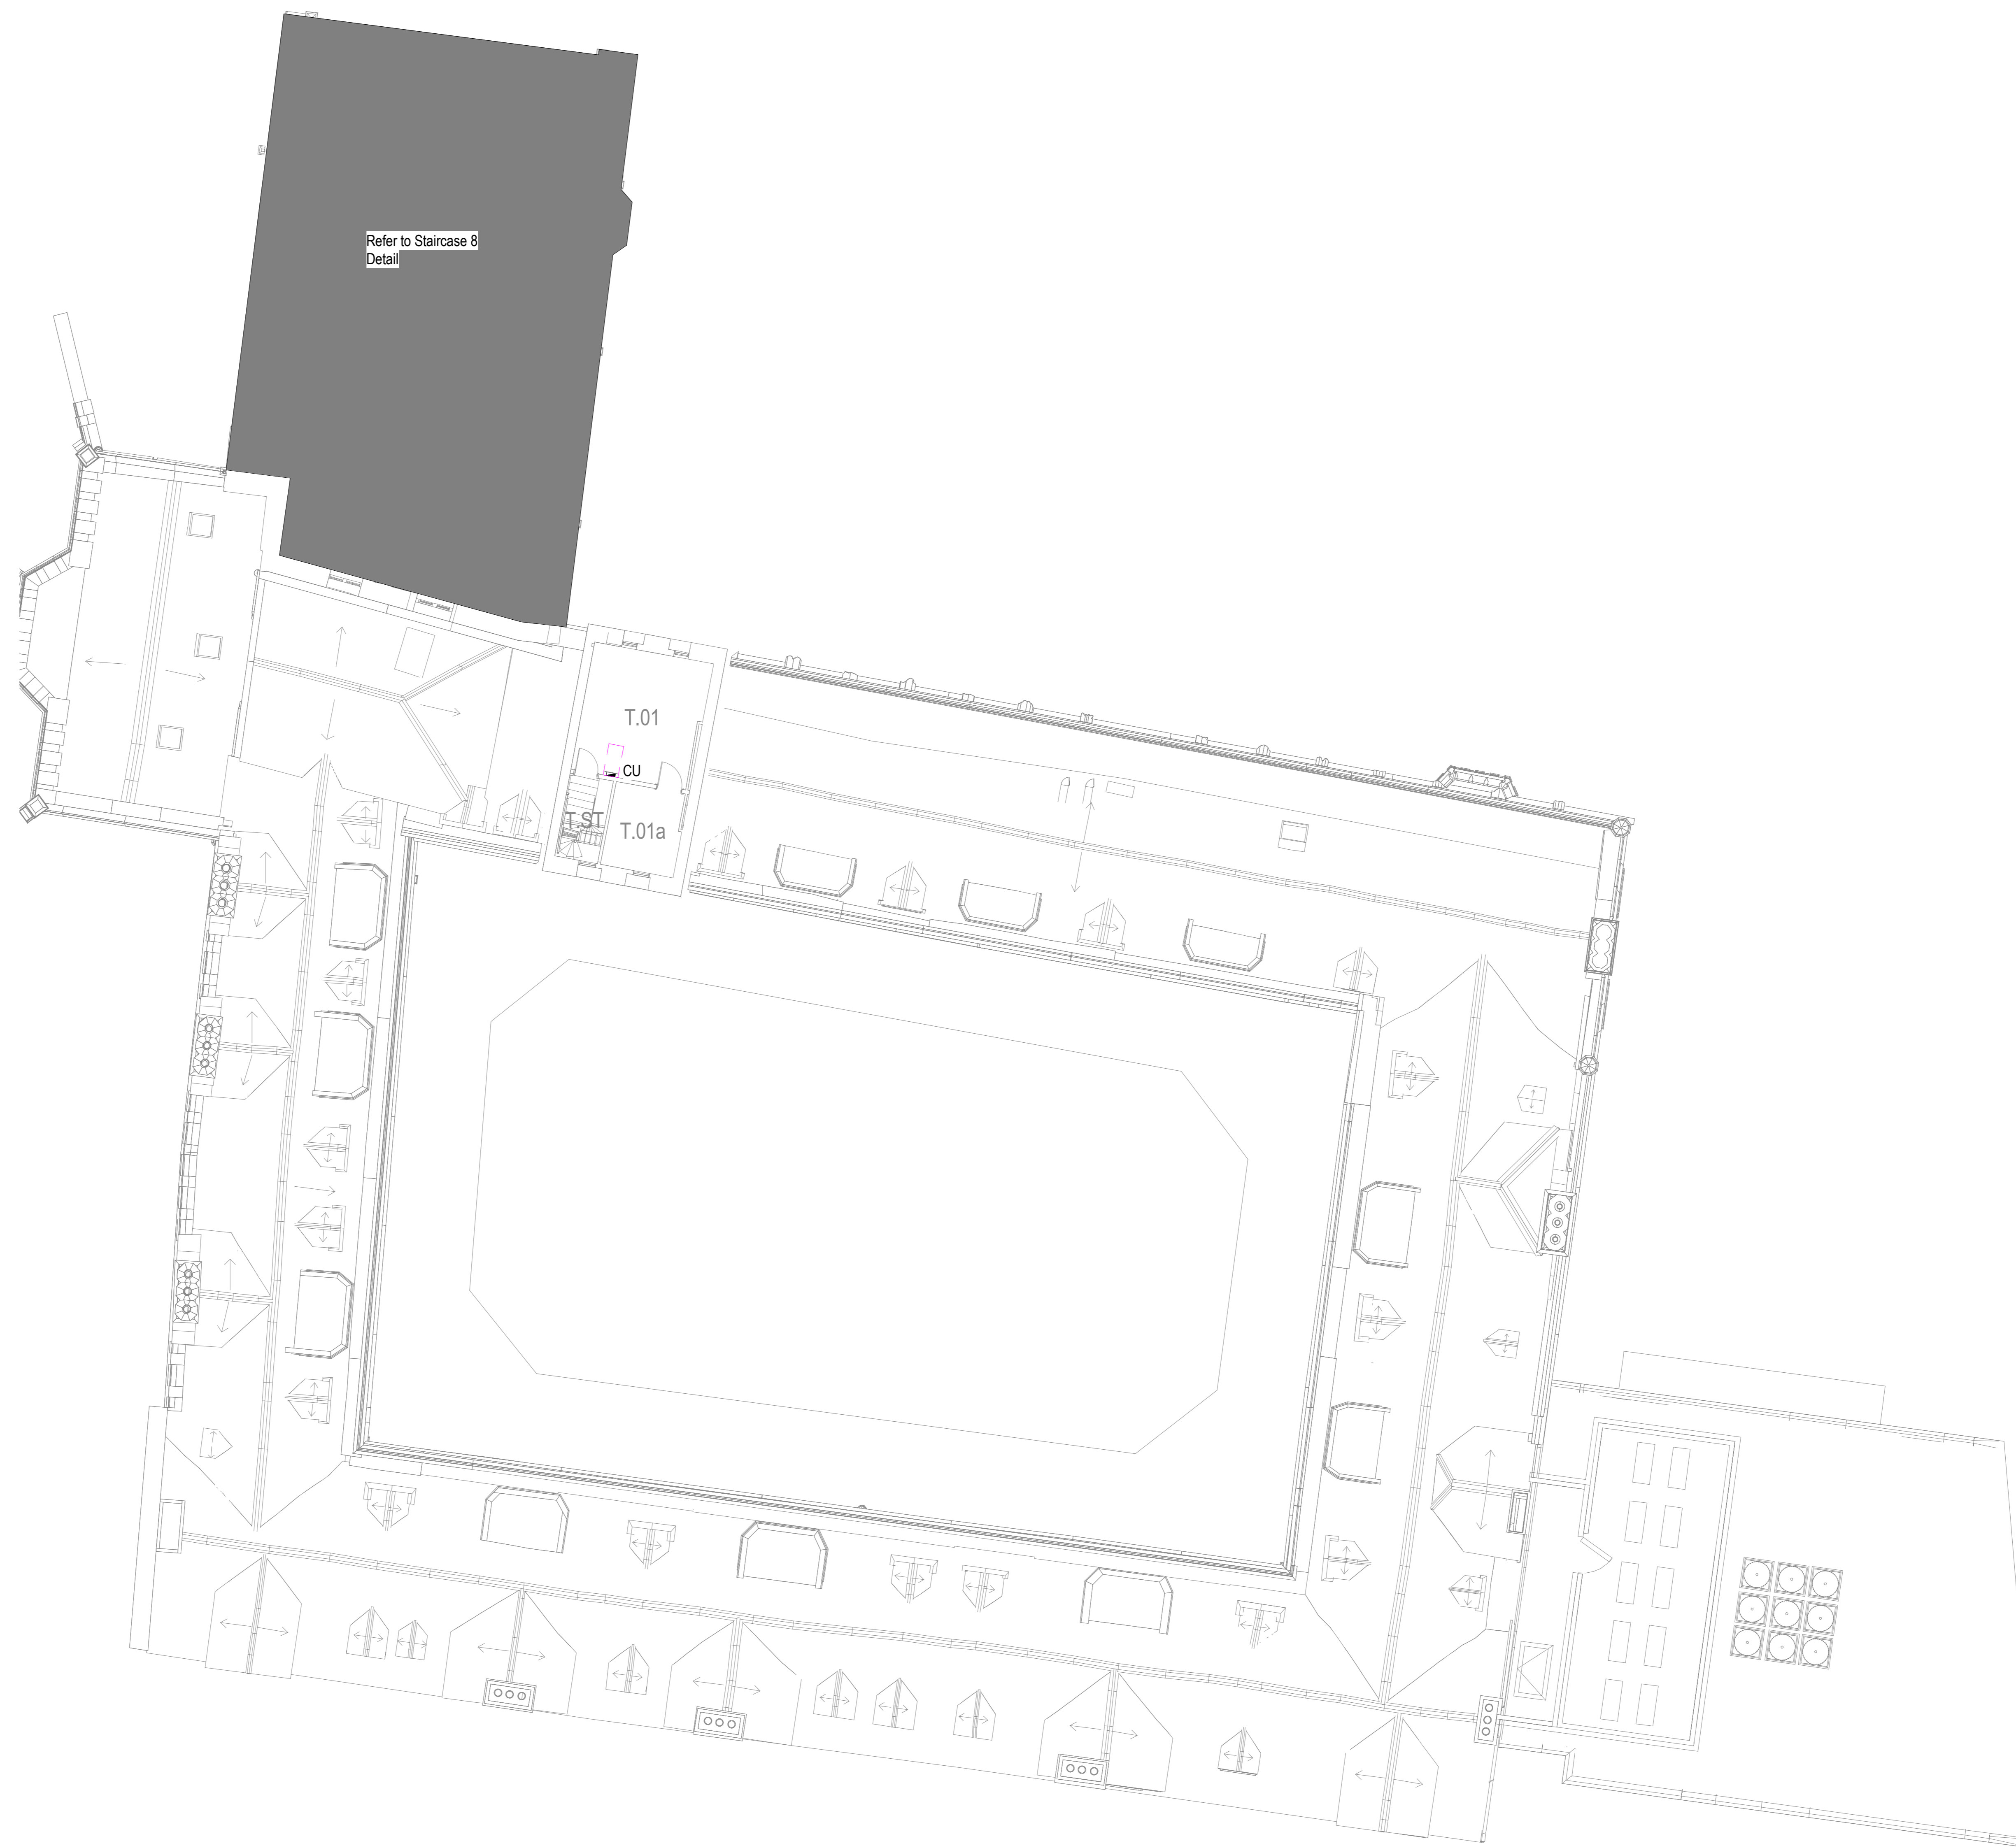 Refer to Staircase 8
Detail
T.01
CU
T.ST
T.01a